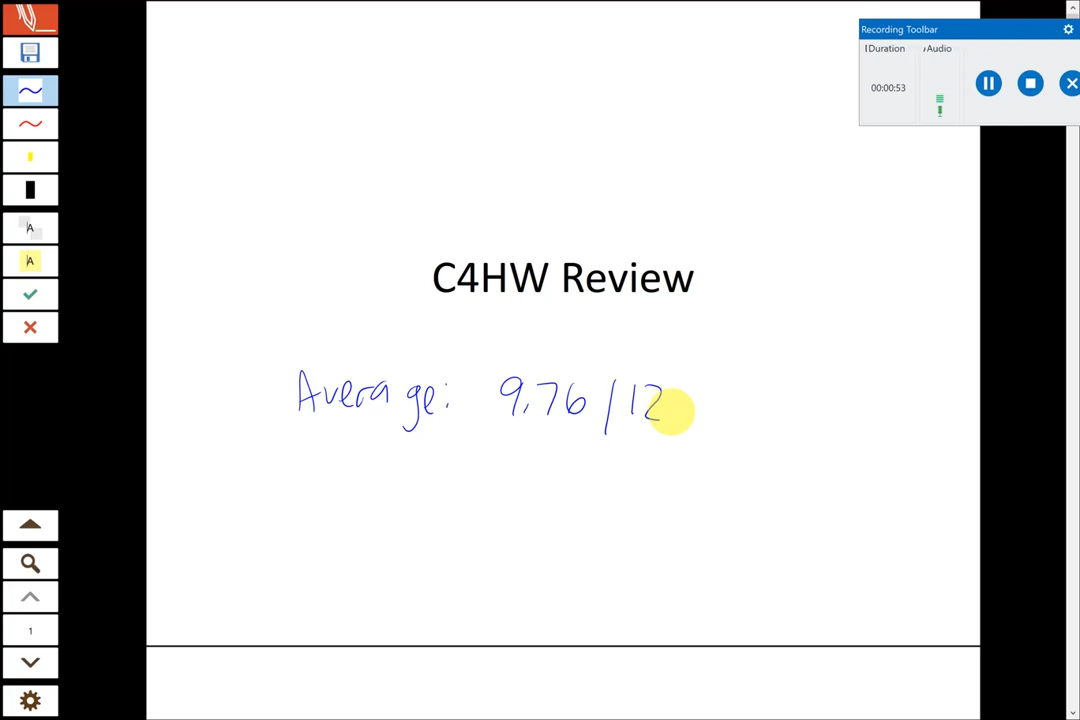 Recording Toolbar
Duration
Audio
00:00:53
A
A
C4HW Review
Average: 9.76 / 12
1